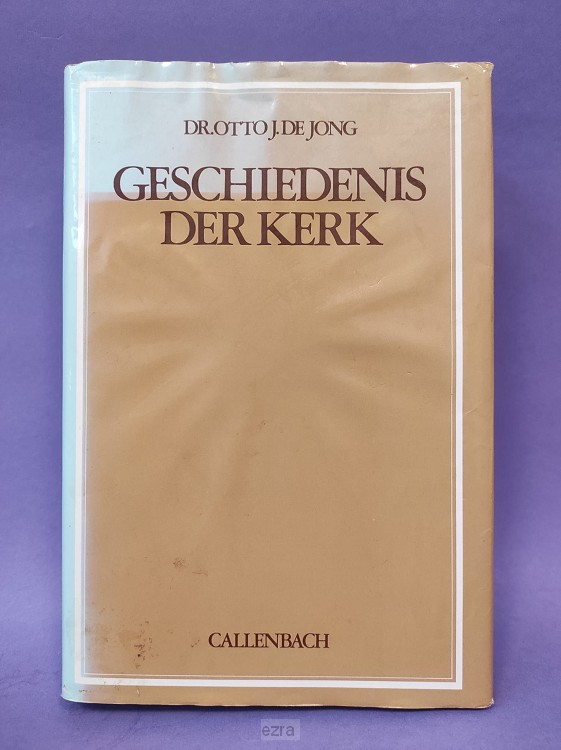 DR. OTTO J. DE JONG
GESCHIEDENIS
DER KERK
CALLENBACH
ezra